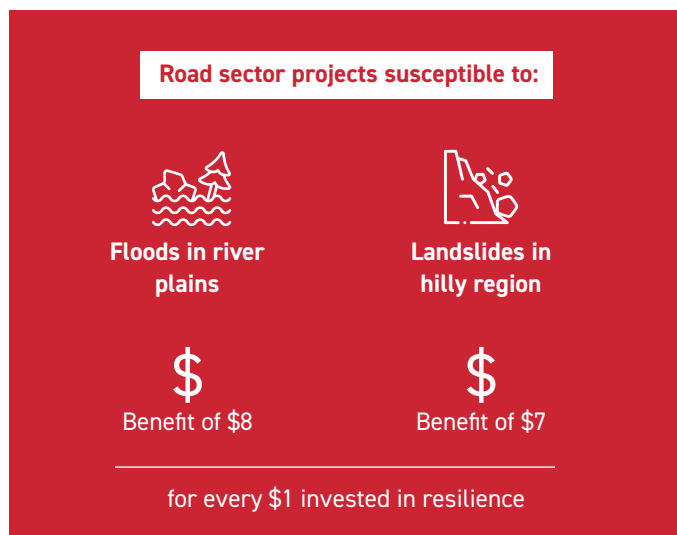 Road sector projects susceptible to:
Floods in river
plains
Landslides in
hilly region
$
Benefit of $8
$
Benefit of $7
for every $1 invested in resilience